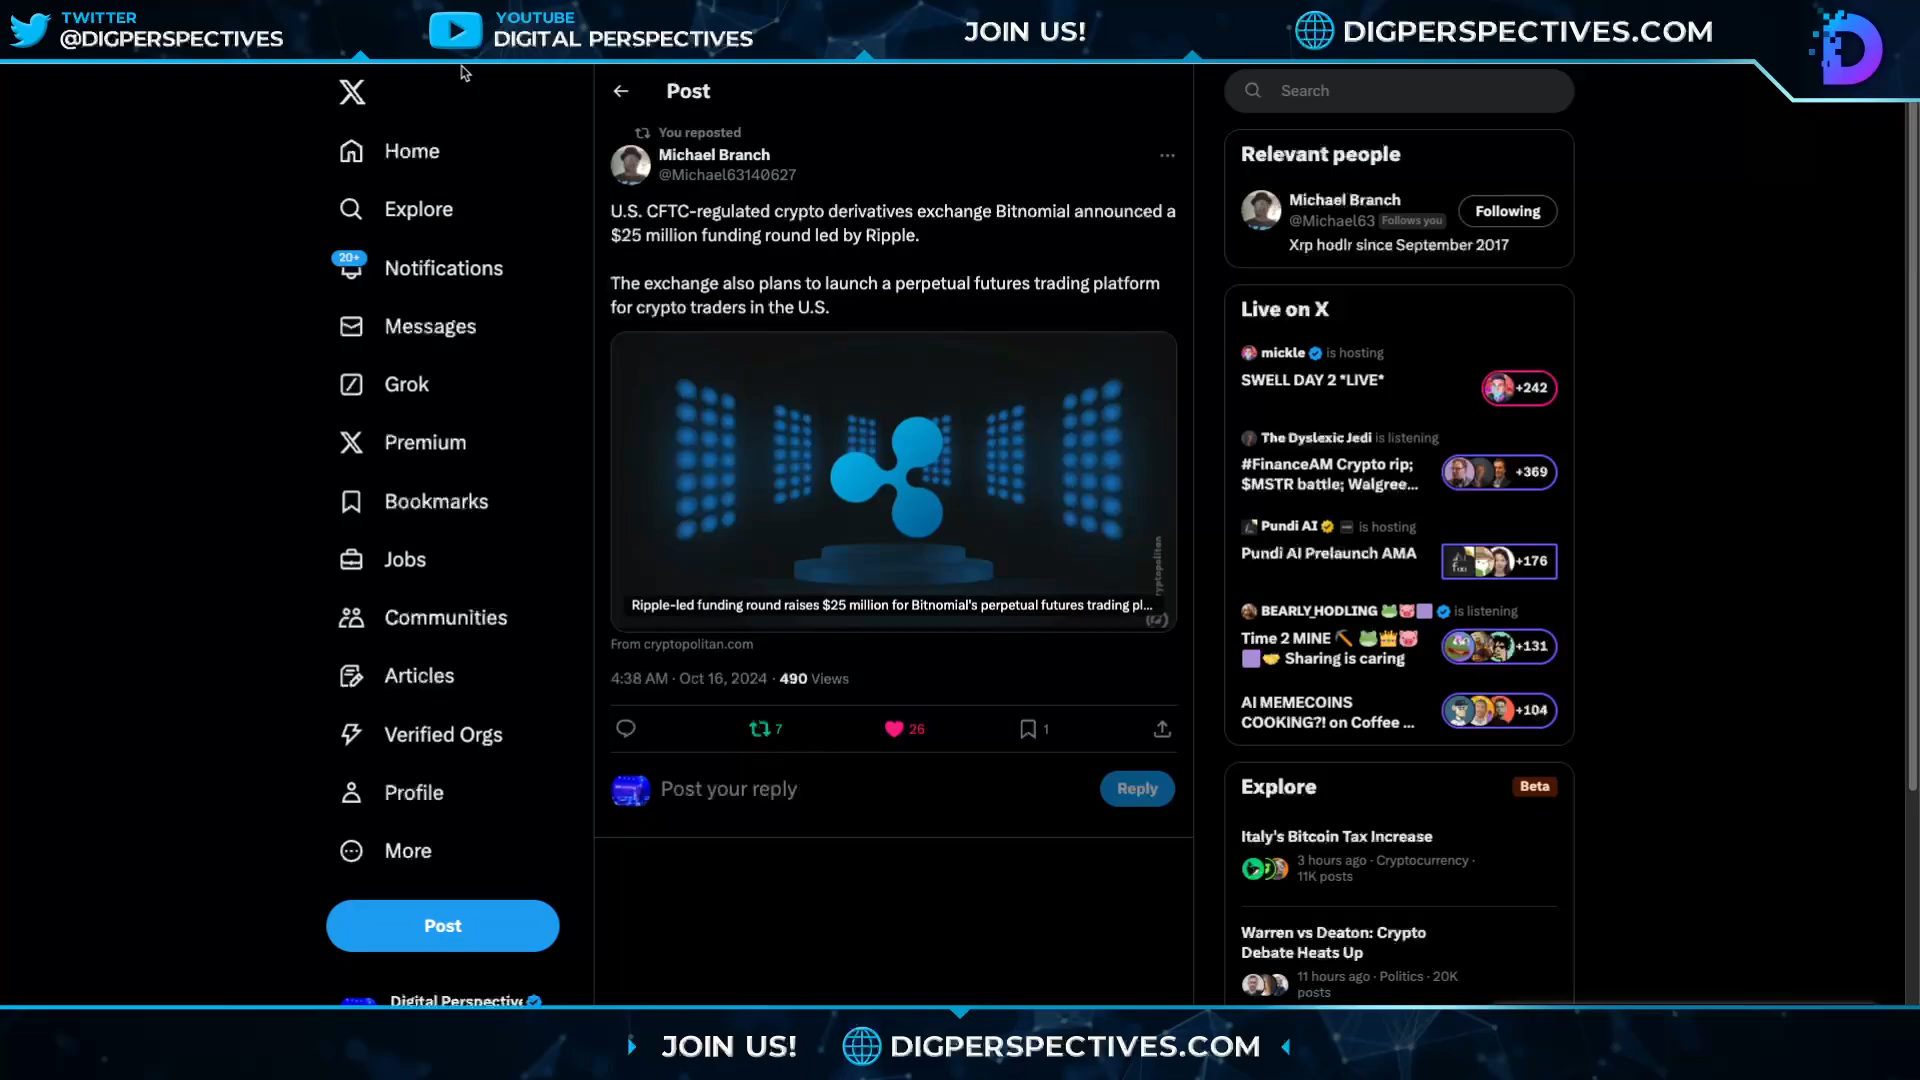 TWITTER
@DIGPERSPECTIVES
YOUTUBE
DIGITAL PERSPECTIVES
JOIN US!
DIGPERSPECTIVES.COM
Home
Explore
20+
Notifications
Messages
Grok
Premium
Bookmarks
Jobs
Communities
Articles
Verified Orgs
Profile
More
Post
Digital Perspective
Post
You reposted
Michael Branch
@Michael63140627
U.S. CFTC-regulated crypto derivatives exchange Bitnomial announced a
$25 million funding round led by Ripple.
The exchange also plans to launch a perpetual futures trading platform
for crypto traders in the U.S.
Ripple-led funding round raises $25 million for Bitnomial's perpetual futures trading pl...
From cryptopolitan.com
4:38 AM · Oct 16, 2024 · 490 Views
7
26
1
Post your reply
Reply
Search
Relevant people
Michael Branch
@Michael63 Follows you
Following
Xrp hodlr since September 2017
Live on X
mickle is hosting
SWELL DAY 2 *LIVE*
+242
The Dyslexic Jedi is listening
#FinanceAM Crypto rip;
$MSTR battle; Walgree...
+369
Pundi AI is hosting
Pundi AI Prelaunch AMA
+176
BEARLY HODLING 🐸🐷🟪 is listening
Time 2 MINE ⛏️ 🐸👑🐷
🟪🤝 Sharing is caring
+131
AI MEMECOINS
COOKING?! on Coffee ...
+104
Explore
Beta
Italy's Bitcoin Tax Increase
3 hours ago · Cryptocurrency ·
11K posts
Warren vs Deaton: Crypto
Debate Heats Up
11 hours ago · Politics · 20K
posts
JOIN US!
DIGPERSPECTIVES.COM